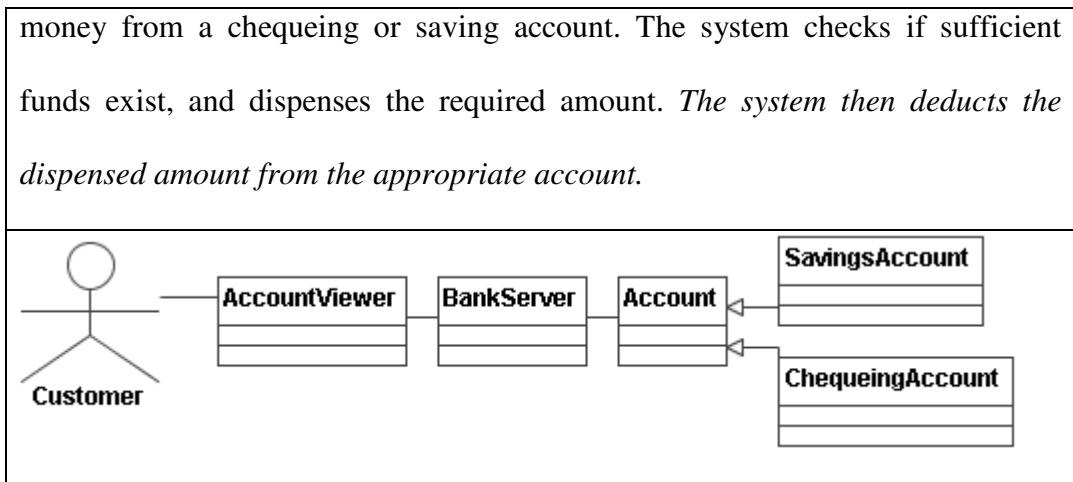 money from a chequeing or saving account. The system checks if sufficient
funds exist, and dispenses the required amount. The system then deducts the
dispensed amount from the appropriate account.
SavingsAccount
AccountViewer
BankServer
Account
ChequeingAccount
Customer